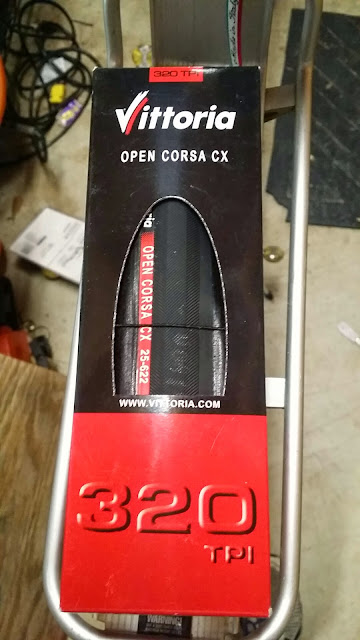 320 TPI
Vittoria
OPEN CORSA CX
OPEN CORSA CX 25-622
WWW.VITTORIA.COM
320
TPI